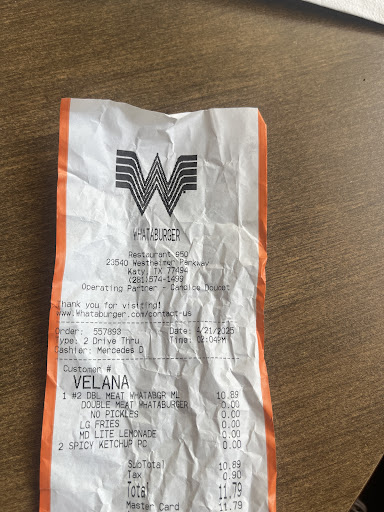 W
WHATABURGER
Restaurant 950
23540 Westheimer Parkway
Katy, TX 77494
(281)574-1499
Operating Partner - Candice Doucet
Thank you for visiting!
www.Whataburger.com/contact-us
Order: 557893 Date: 4/21/2025
Type: 2 Drive Thru Time: 02:04PM
Cashier: Mercedes D
Customer #
VELANA
1 #2 DBL MEAT WHATABGR ML 10.89
DOUBLE MEAT WHATABURGER 0.00
NO PICKLES 0.00
LG FRIES 0.00
MD LITE LEMONADE 0.00
2 SPICY KETCHUP PC 0.00
SubTotal 10.89
Tax 0.90
Total 11.79
Master Card 11.79